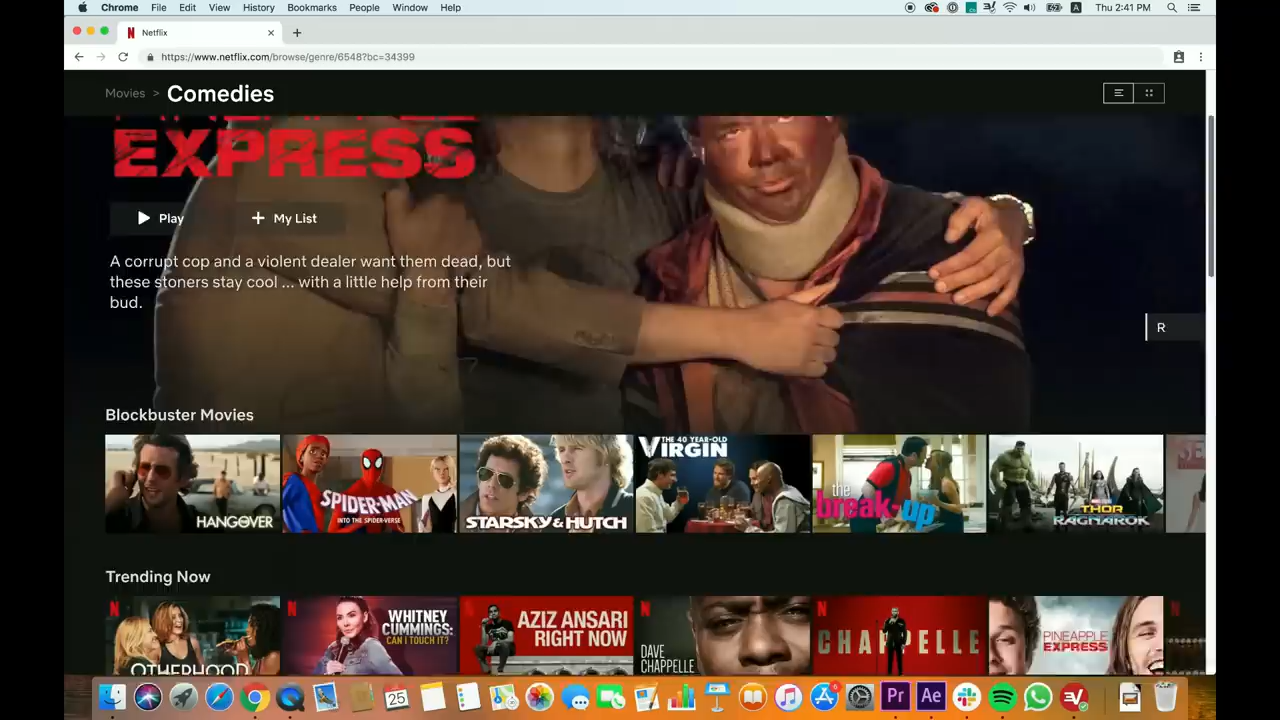 Chrome File Edit View History Bookmarks People Window Help Thu 2:41 PM
Netflix
https://www.netflix.com/browse/genre/6548?bc=34399
Movies > Comedies
EXPRESS
Play My List
A corrupt cop and a violent dealer want them dead, but
these stoners stay cool ... with a little help from their
bud.
R
Blockbuster Movies
HANGOVER
SPIDER-MAN
INTO THE SPIDER-VERSE
STARSKY & HUTCH
THE 40 YEAR-OLD
VIRGIN
the
break-up
THOR
RAGNAROK
Trending Now
OTHERHOOD
WHITNEY
CUMMINGS:
CAN I TOUCH IT?
AZIZ ANSARI
RIGHT NOW
DAVE
CHAPPELLE
CHAPPELLE
PINEAPPLE
EXPRESS
25
Pr Ae